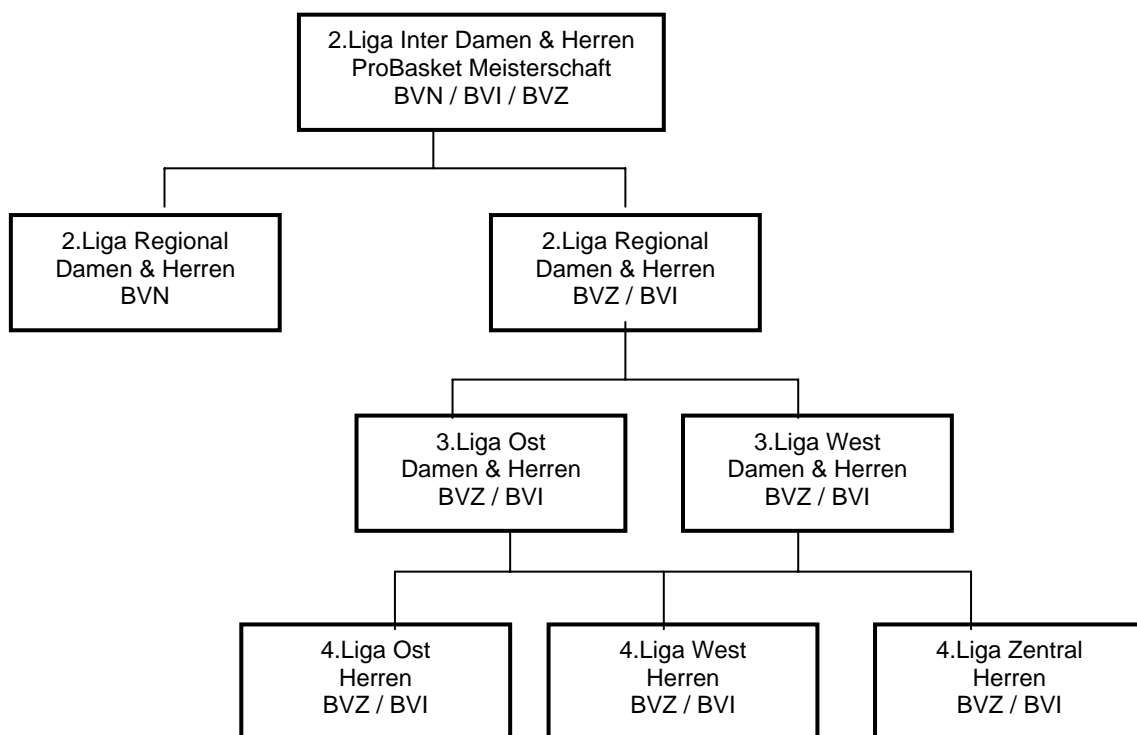 2.Liga Inter Damen & Herren
ProBasket Meisterschaft
BVN / BVI / BVZ
2.Liga Regional
Damen & Herren
BVN
2.Liga Regional
Damen & Herren
BVZ / BVI
3.Liga Ost
Damen & Herren
BVZ / BVI
3.Liga West
Damen & Herren
BVZ / BVI
4.Liga Ost
Herren
BVZ / BVI
4.Liga West
Herren
BVZ / BVI
4.Liga Zentral
Herren
BVZ / BVI